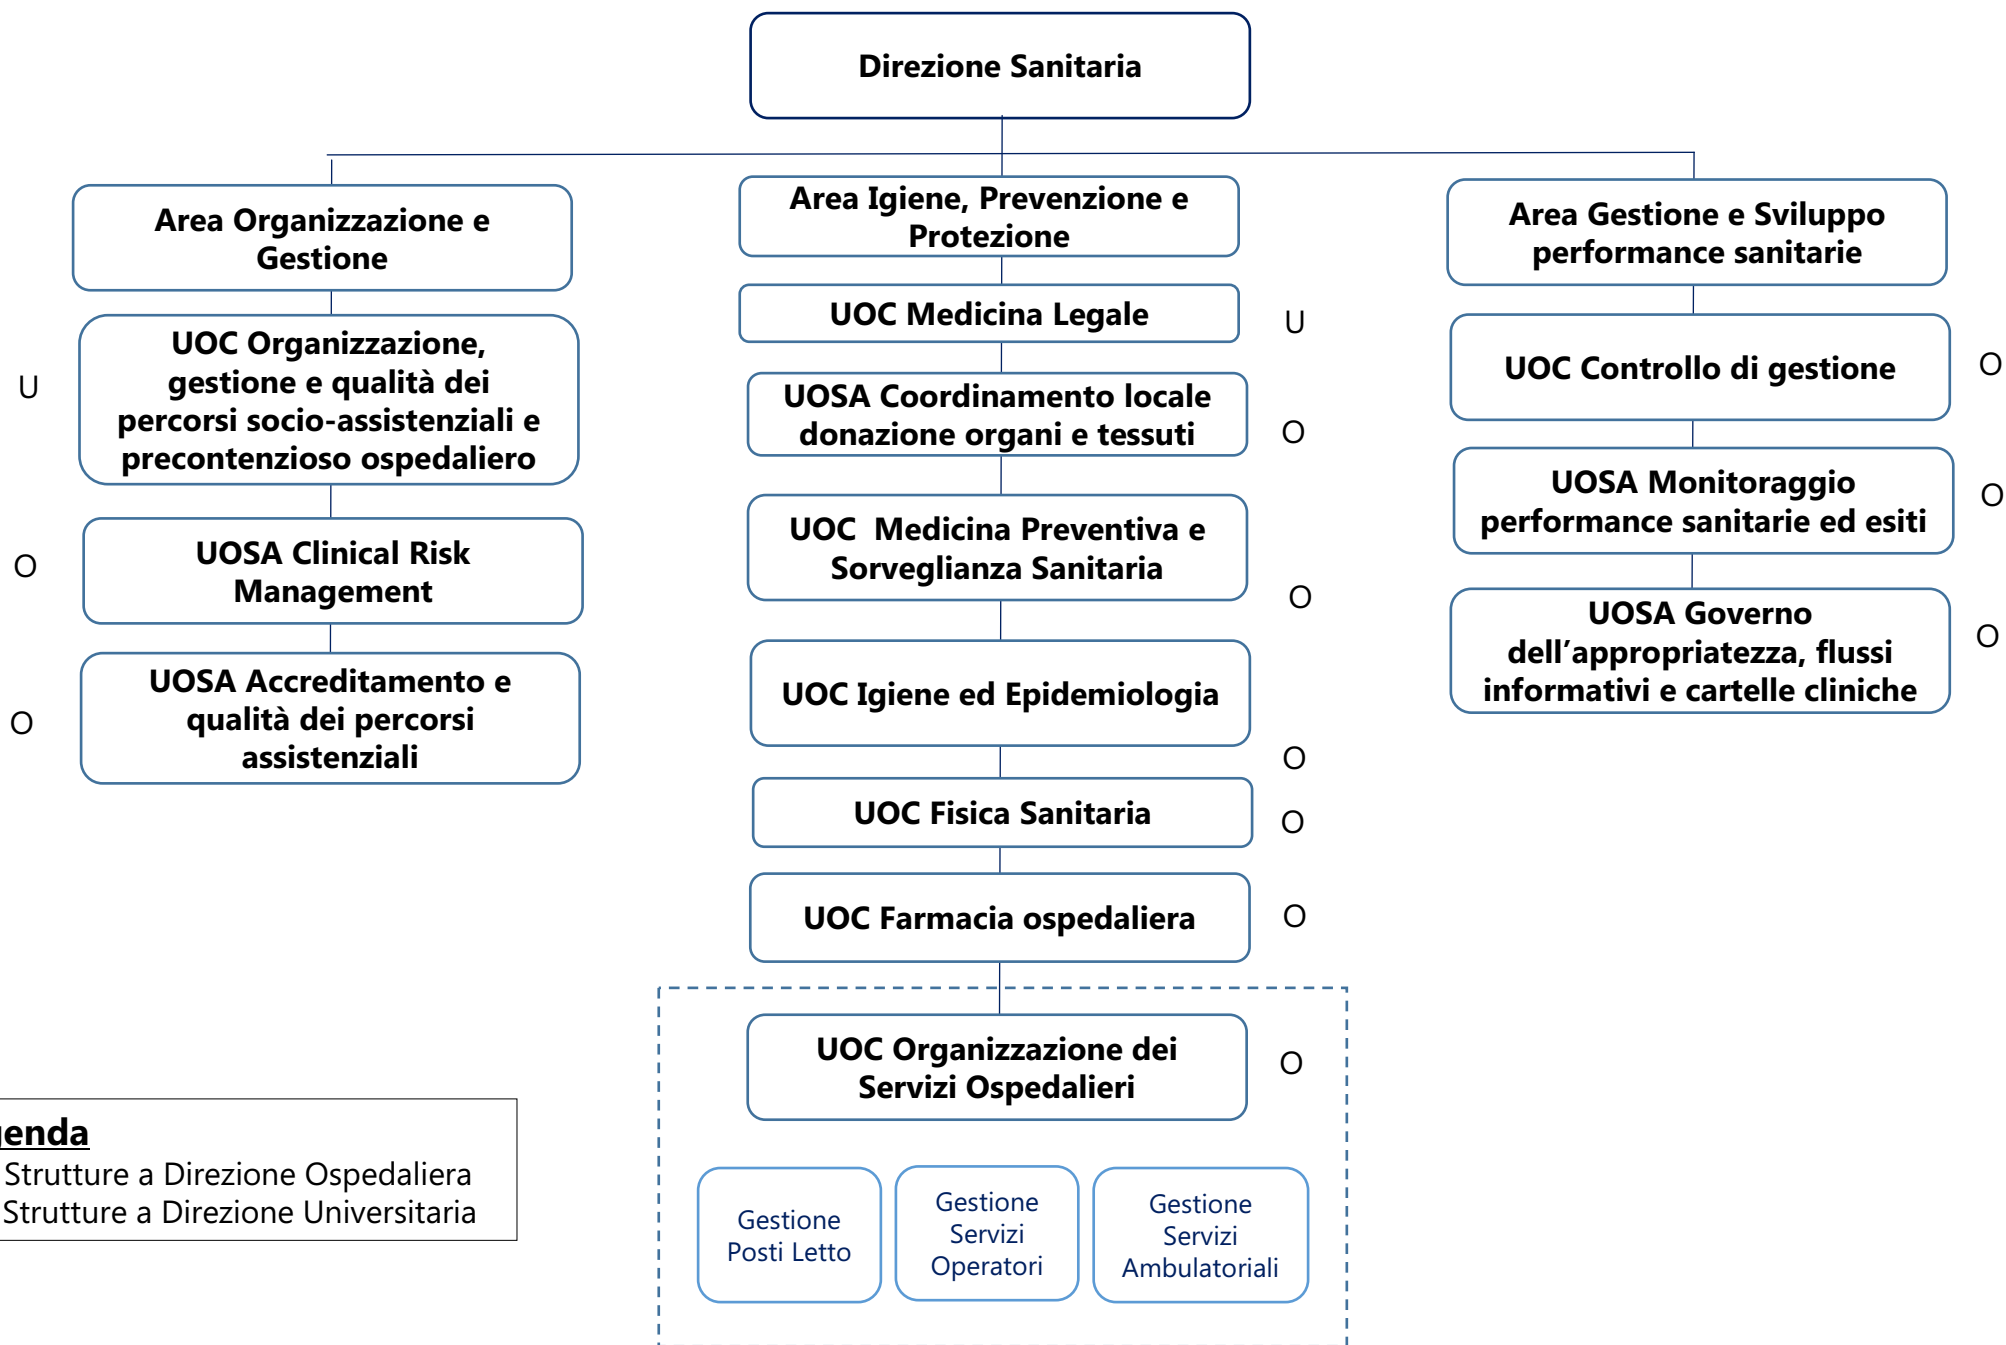 Direzione Sanitaria
Area Organizzazione e
Gestione
U
UOC Organizzazione,
gestione e qualità dei
percorsi socio-assistenziali e
precontenzioso ospedaliero
O
UOSA Clinical Risk
Management
O
UOSA Accreditamento e
qualità dei percorsi
assistenziali
Area Igiene, Prevenzione e
Protezione
UOC Medicina Legale
U
UOSA Coordinamento locale
donazione organi e tessuti
O
UOC Medicina Preventiva e
Sorveglianza Sanitaria
O
UOC Igiene ed Epidemiologia
O
UOC Fisica Sanitaria
O
UOC Farmacia ospedaliera
O
UOC Organizzazione dei
Servizi Ospedalieri
O
Gestione
Posti Letto
Gestione
Servizi
Operatori
Gestione
Servizi
Ambulatoriali
Area Gestione e Sviluppo
performance sanitarie
UOC Controllo di gestione
O
UOSA Monitoraggio
performance sanitarie ed esiti
O
UOSA Governo
dell’appropriatezza, flussi
informativi e cartelle cliniche
O
enda
Strutture a Direzione Ospedaliera
Strutture a Direzione Universitaria